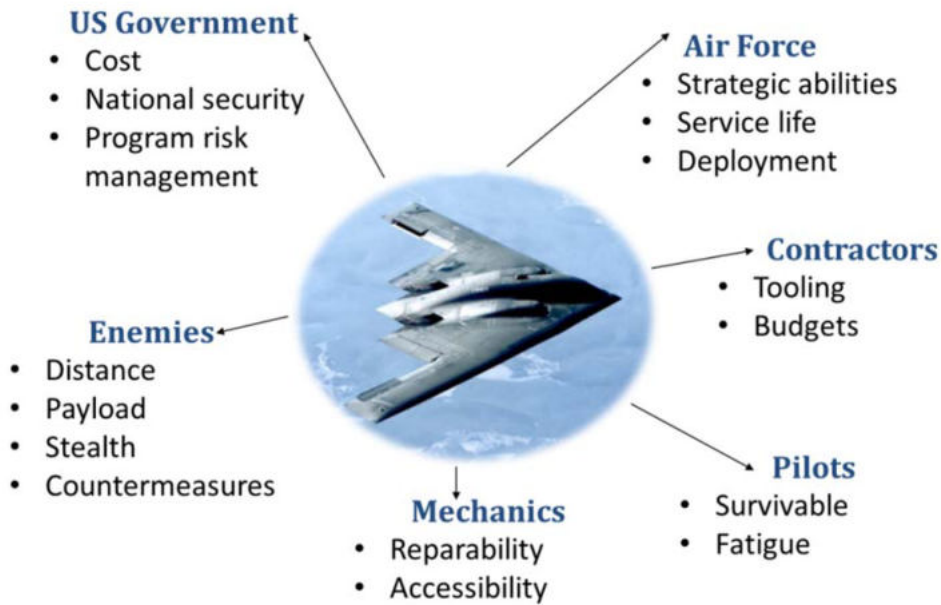 US Government
• Cost
• National security
• Program risk
management
Air Force
• Strategic abilities
• Service life
• Deployment
Contractors
• Tooling
• Budgets
Enemies
• Distance
• Payload
• Stealth
• Countermeasures
Mechanics
• Reparability
• Accessibility
Pilots
• Survivable
• Fatigue